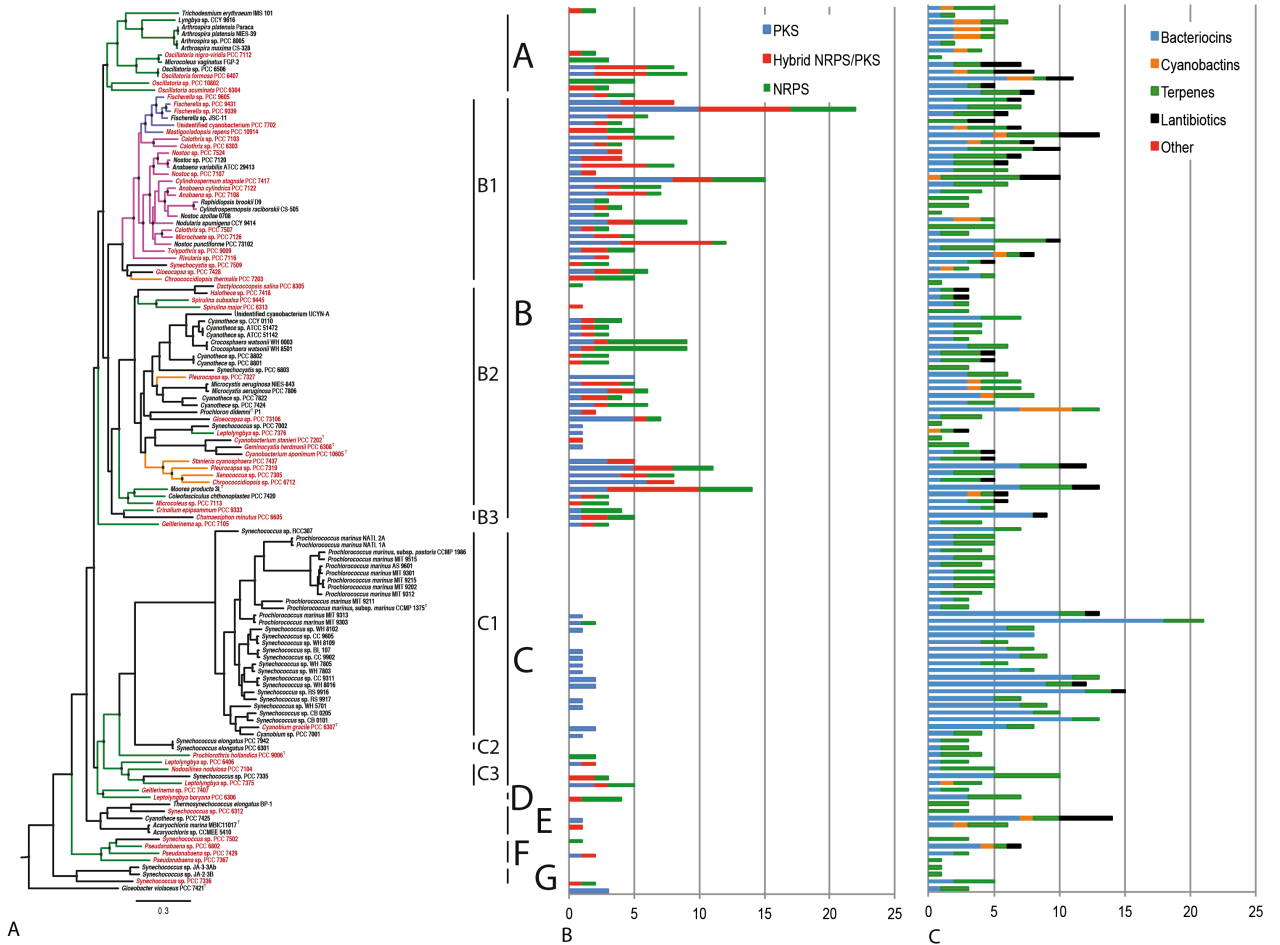 Trichodesmium erythraeum IMS 101
Lyngbya sp. CCY 9616
Arthrospira platensis Paraca
Arthrospira platensis NIES-39
Arthrospira sp. PCC 8005
Arthrospira maxima CS-328
Oscillatoria nigro-viridis PCC 7112
Microcoleus vaginatus FGP-2
Oscillatoria sp. PCC 6506
Oscillatoria formosa PCC 6407
Oscillatoria sp. PCC 10802
Oscillatoria acuminata PCC 6304
Fischerella sp. PCC 9605
Fischerella sp. PCC 9431
Fischerella sp. PCC 9339
Fischerella sp. JSC-11
Unidentified cyanobacterium PCC 7702
Mastigocladopsis repens PCC 10914
Calothrix sp. PCC 7103
Calothrix sp. PCC 6303
Nostoc sp. PCC 7524
Nostoc sp. PCC 7120
Anabaena variabilis ATCC 29413
Nostoc sp. PCC 7107
Cylindrospermum stagnale PCC 7417
Anabaena cylindrica PCC 7122
Anabaena sp. PCC 7108
Raphidiopsis brookii D9
Cylindrospermopsis raciborskii CS-505
Nostoc azollae 0708
Nodularia spumigena CCY 9414
Calothrix sp. PCC 7507
Microchaete sp. PCC 7126
Nostoc punctiforme PCC 73102
Tolypothrix sp. PCC 9009
Rivularia sp. PCC 7116
Synechocystis sp. PCC 7509
Gloeocapsa sp. PCC 7428
Chroococcidiopsis thermalis PCC 7203
Dactylococcopsis salina PCC 8305
Halothece sp. PCC 7418
Spirulina subsalsa PCC 9445
Spirulina major PCC 6313
Unidentified cyanobacterium UCYN-A
Cyanothece sp. CCY 0110
Cyanothece sp. ATCC 51472
Cyanothece sp. ATCC 51142
Crocosphaera watsonii WH 0003
Crocosphaera watsonii WH 8501
Cyanothece sp. PCC 8802
Cyanothece sp. PCC 8801
Synechocystis sp. PCC 6803
Pleurocapsa sp. PCC 7327
Microcystis aeruginosa NIES-843
Microcystis aeruginosa PCC 7806
Cyanothece sp. PCC 7822
Cyanothece sp. PCC 7424
Prochloron didemni T P1
Gloeocapsa sp. PCC 73106
Synechococcus sp. PCC 7002
Leptolyngbya sp. PCC 7376
Cyanobacterium stanieri PCC 7202 T
Geminocystis herdmanii PCC 6308 T
Cyanobacterium aponimum PCC 10605 T
Stanieria cyanosphaera PCC 7437
Pleurocapsa sp. PCC 7319
Xenococcus sp. PCC 7305
Chroococcidiopsis sp. PCC 6712
Moorea producta 3L T
Coleofasciculus chthonoplastes PCC 7420
Microcoleus sp. PCC 7113
Crinalium epipsammum PCC 9333
Chamaesiphon minutus PCC 6605
Geitlerinema sp. PCC 7105
Synechococcus sp. RCC307
Prochlorococcus marinus NATL 2A
Prochlorococcus marinus NATL 1A
Prochlorococcus marinus, subsp. pastoris CCMP 1986
Prochlorococcus marinus MIT 9515
Prochlorococcus marinus AS 9601
Prochlorococcus marinus MIT 9301
Prochlorococcus marinus MIT 9215
Prochlorococcus marinus MIT 9202
Prochlorococcus marinus MIT 9312
Prochlorococcus marinus MIT 9211
Prochlorococcus marinus, subsp. marinus CCMP 1375 T
Prochlorococcus marinus MIT 9313
Prochlorococcus marinus MIT 9303
Synechococcus sp. WH 8102
Synechococcus sp. CC 9605
Synechococcus sp. WH 8109
Synechococcus sp. BL 107
Synechococcus sp. CC 9902
Synechococcus sp. WH 7805
Synechococcus sp. WH 7803
Synechococcus sp. CC 9311
Synechococcus sp. WH 8016
Synechococcus sp. RS 9916
Synechococcus sp. RS 9917
Synechococcus sp. WH 5701
Synechococcus sp. CB 0205
Synechococcus sp. CB 0101
Cyanobium gracile PCC 6307 T
Cyanobium sp. PCC 7001
Synechococcus elongatus PCC 7942
Synechococcus elongatus PCC 6301
Prochlorothrix hollandica PCC 9006 T
Leptolyngbya sp. PCC 6406
Nodosilinea nodulosa PCC 7104
Synechococcus sp. PCC 7335
Leptolyngbya sp. PCC 7375
Geitlerinema sp. PCC 7407
Leptolyngbya boryana PCC 6306
Thermosynechococcus elongatus BP-1
Synechococcus sp. PCC 6312
Cyanothece sp. PCC 7425
Acaryochloris marina MBIC11017 T
Acaryochloris sp. CCMEE 5410
Synechococcus sp. PCC 7502
Pseudanabaena sp. PCC 6802
Pseudanabaena sp. PCC 7429
Pseudanabaena sp. PCC 7367
Synechococcus sp. JA-3-3Ab
Synechococcus sp. JA-2-3B
Synechococcus sp. PCC 7336
Gloeobacter violaceus PCC 7421 T
0.3
A
A
B1
B
B2
B3
C1
C
C2
C3
D
E
F
G
PKS
Hybrid NRPS/PKS
NRPS
0 5 10 15 20 25
B
Bacteriocins
Cyanobactins
Terpenes
Lantibiotics
Other
0 5 10 15 20 25
C